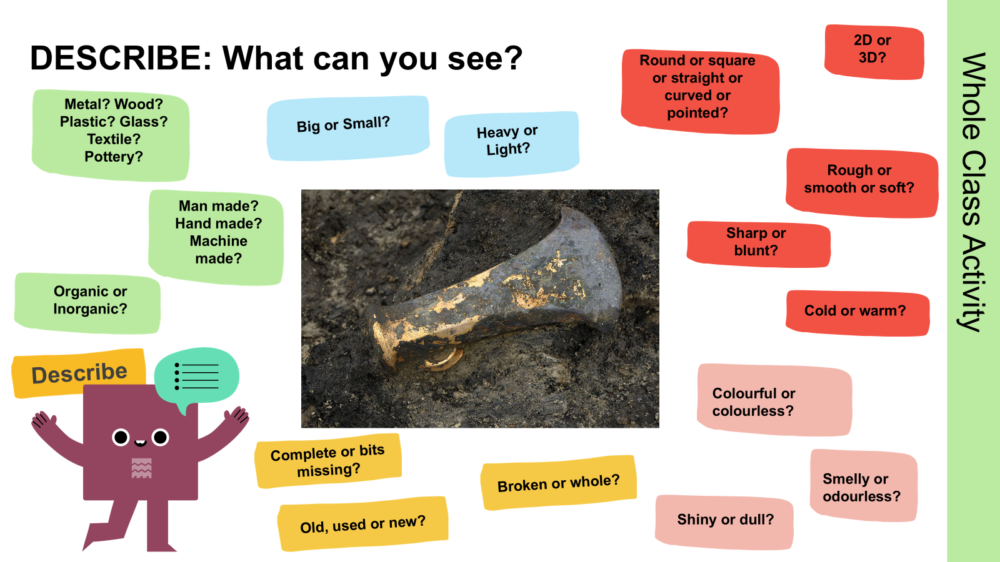 DESCRIBE: What can you see?
Metal? Wood?
Plastic? Glass?
Textile?
Pottery?
Big or Small?
Heavy or
Light?
Round or square
or straight or
curved or
pointed?
2D or
3D?
Man made?
Hand made?
Machine
made?
Rough or
smooth or soft?
Sharp or
blunt?
Organic or
Inorganic?
Cold or warm?
Describe
Colourful or
colourless?
Complete or bits
missing?
Broken or whole?
Smelly or
odourless?
Old, used or new?
Shiny or dull?
Whole Class Activity